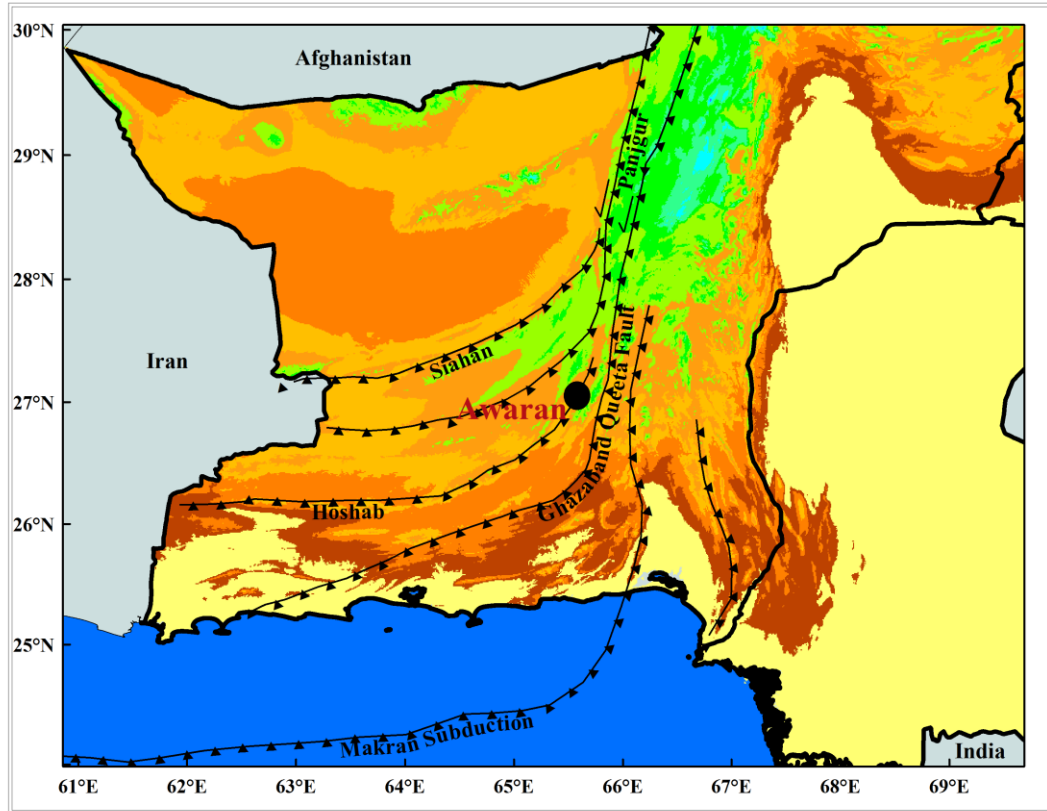 30°N
29°N
28°N
27°N
26°N
25°N
24°N
Afghanistan
Panjgur
Iran
Siahan
Awaran
Ghazaband Queeta Fault
Hoshab
Makran Subduction
India
61°E 62°E 63°E 64°E 65°E 66°E 67°E 68°E 69°E